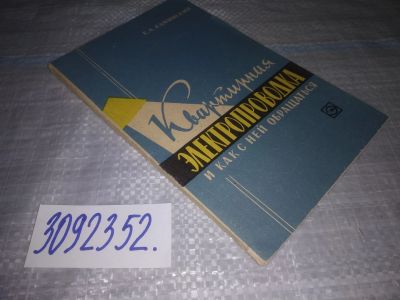 Квартирная
ЭЛЕКТРОПРОВОДКА
И КАК С НЕЙ ОБРАЩАТЬСЯ
3092352.